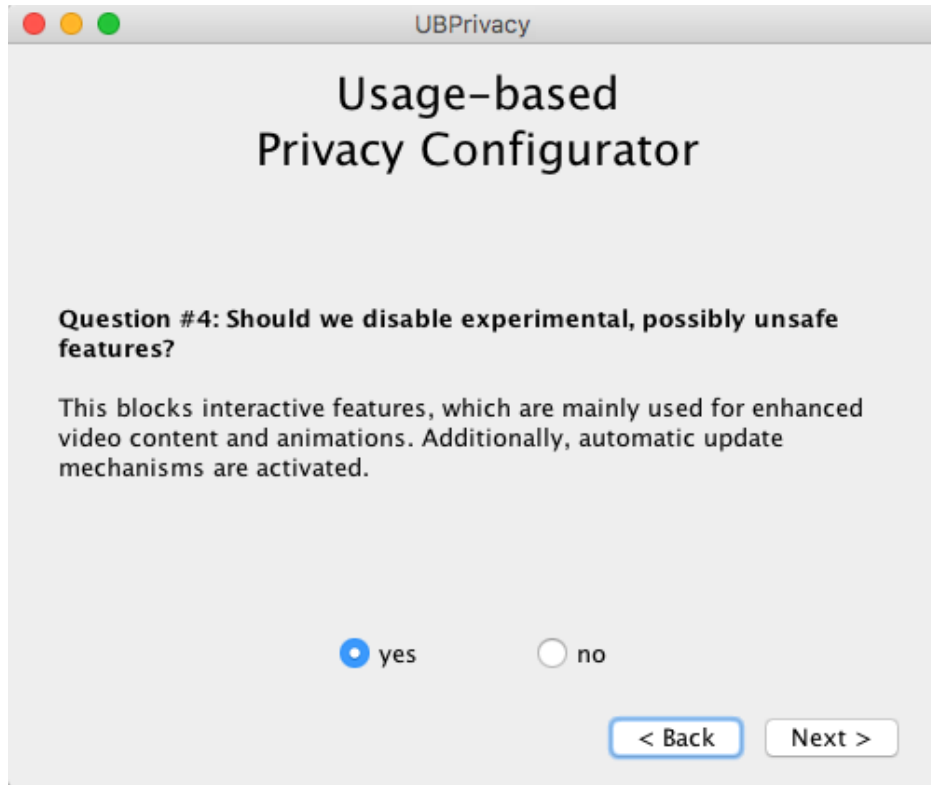 UBPrivacy
Usage-based
Privacy Configurator
Question #4: Should we disable experimental, possibly unsafe
features?
This blocks interactive features, which are mainly used for enhanced
video content and animations. Additionally, automatic update
mechanisms are activated.
yes no
< Back Next >